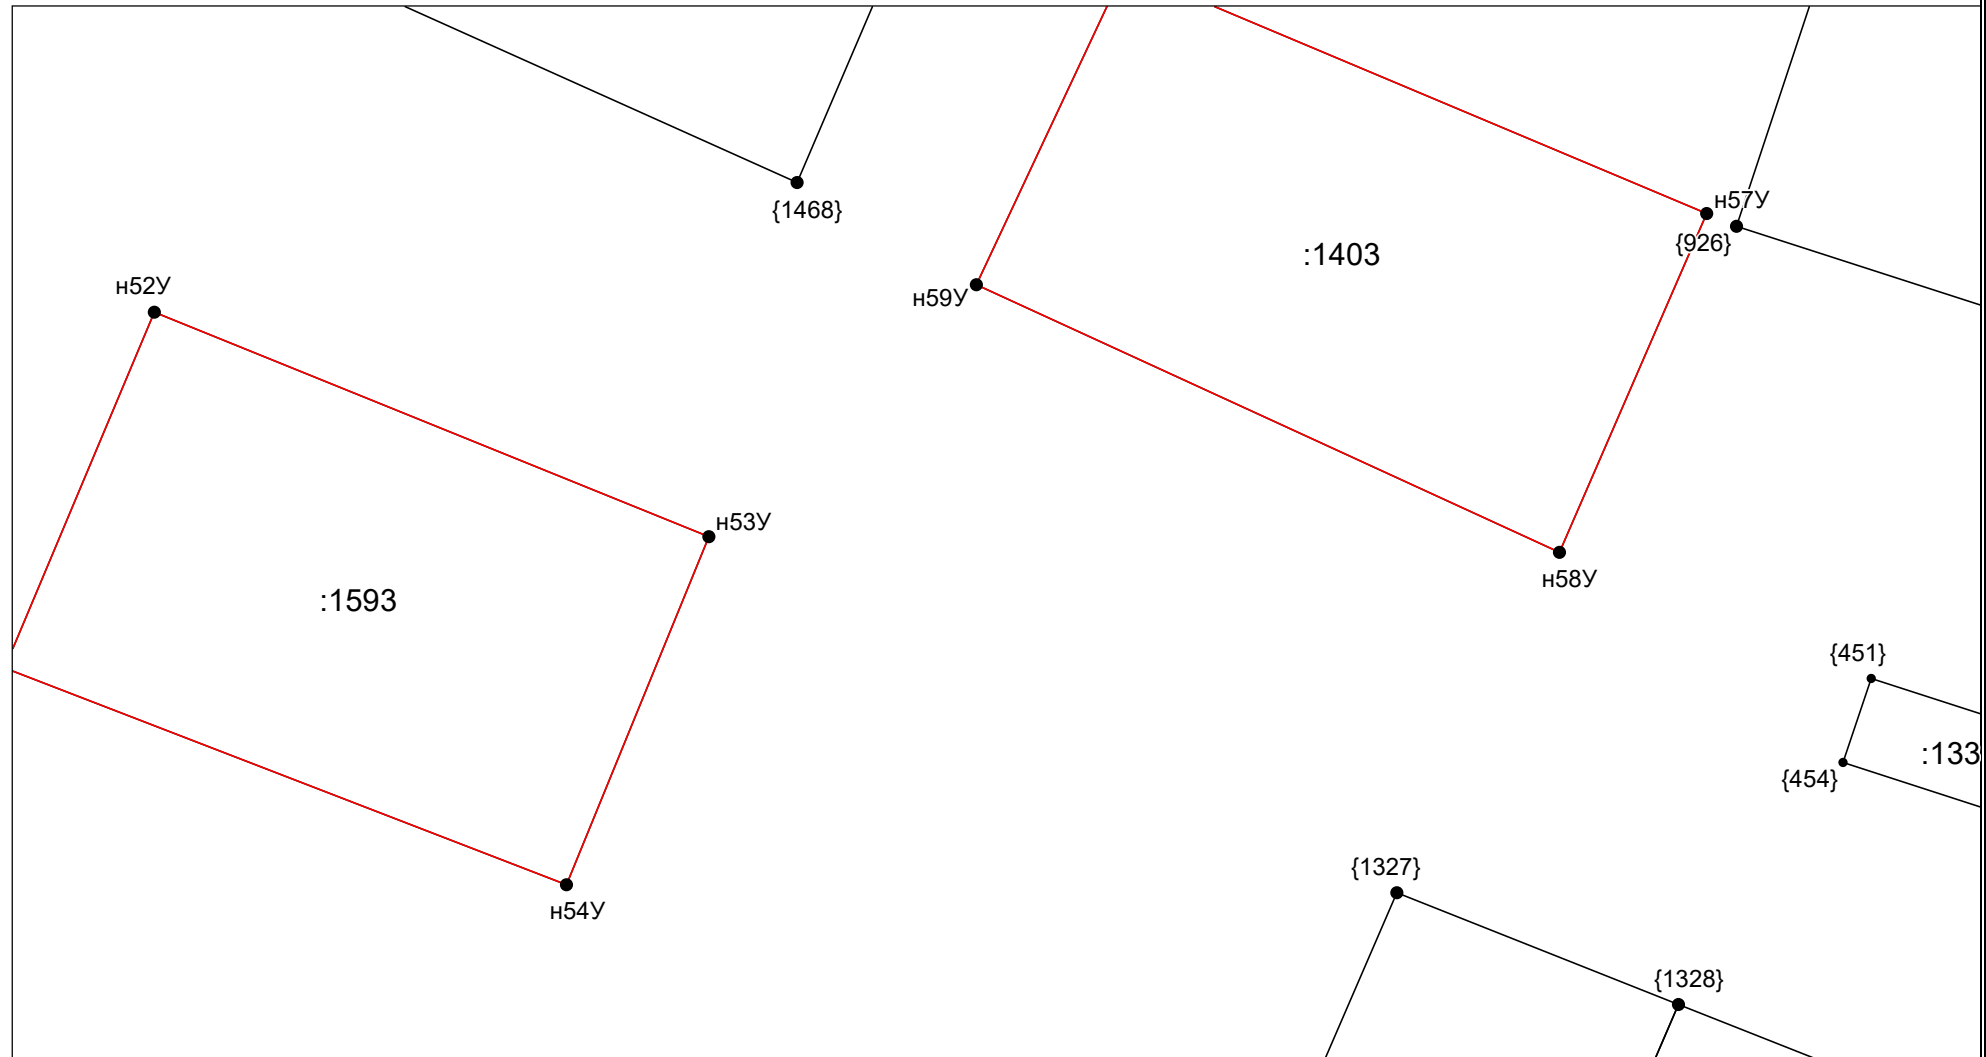 н57У
{1468}
{926}
:1403
н52У
н59У
н53У
н58У
:1593
{451}
:133
{454}
{1327}
н54У
{1328}